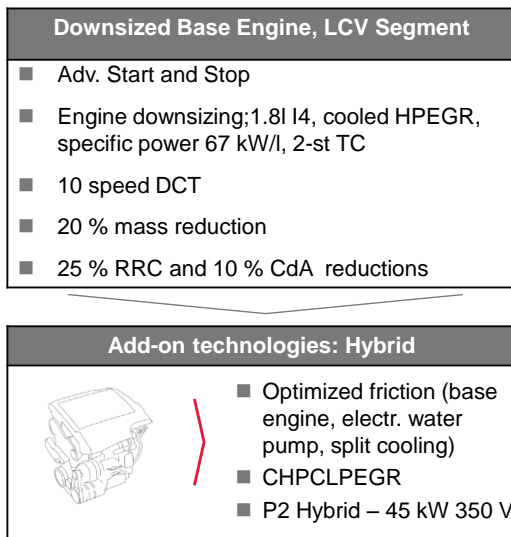 Downsized Base Engine, LCV Segment
■ Adv. Start and Stop
■ Engine downsizing;1.8l I4, cooled HPEGR,
specific power 67 kW/l, 2-st TC
■ 10 speed DCT
■ 20 % mass reduction
■ 25 % RRC and 10 % CdA reductions
Add-on technologies: Hybrid
■ Optimized friction (base
engine, electr. water
pump, split cooling)
■ CHPCLPEGR
■ P2 Hybrid – 45 kW 350 V